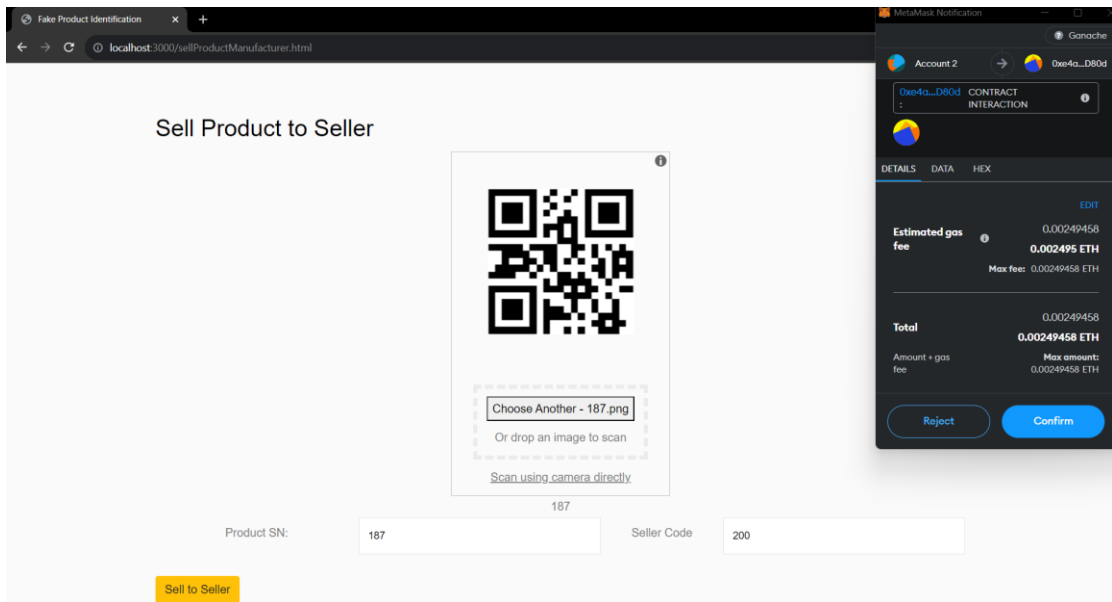 Fake Product Identification
localhost:3000/sellProductManufacturer.html
Sell Product to Seller
Choose Another - 187.png
Or drop an image to scan
Scan using camera directly
187
Product SN:
187
Seller Code
200
Sell to Seller
MetaMask Notification
Ganache
Account 2
0xe4a...D80d
0xe4a...D80d CONTRACT
: INTERACTION
DETAILS DATA HEX
EDIT
Estimated gas
fee
0.00249458
0.002495 ETH
Max fee: 0.00249458 ETH
Total
0.00249458
0.00249458 ETH
Amount + gas
fee
Max amount:
0.00249458 ETH
Reject
Confirm